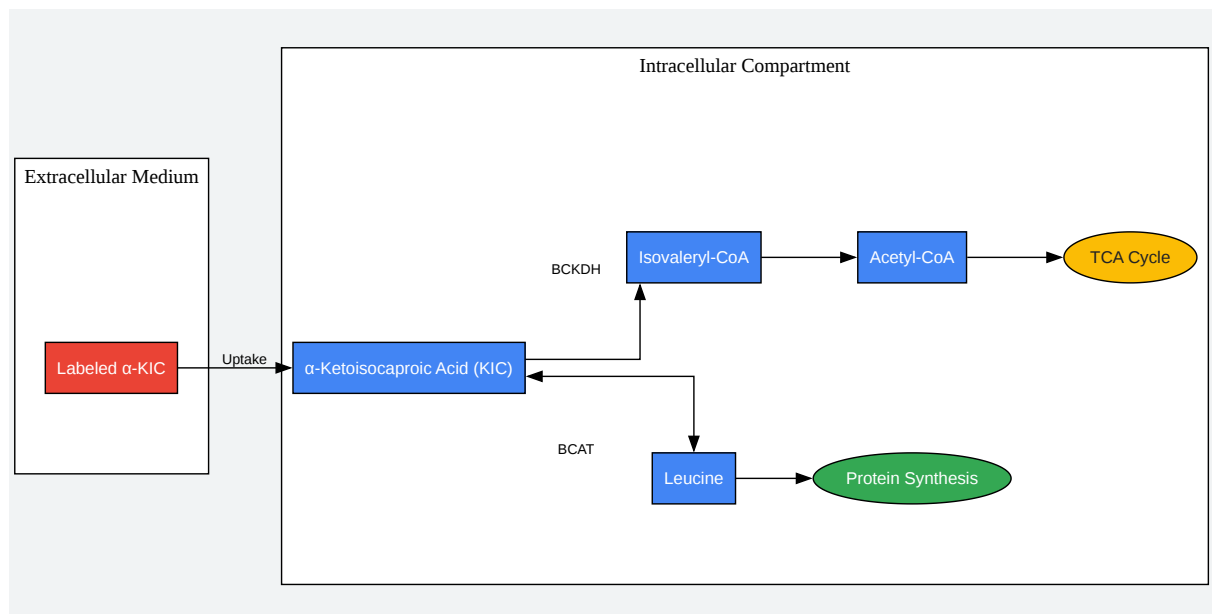 Intracellular Compartment
Extracellular Medium
Isovaleryl-CoA
Acetyl-CoA
TCA Cycle
BCKDH
Uptake
Labeled α-KIC
α-Ketoisocaproic Acid (KIC)
BCAT
Leucine
Protein Synthesis